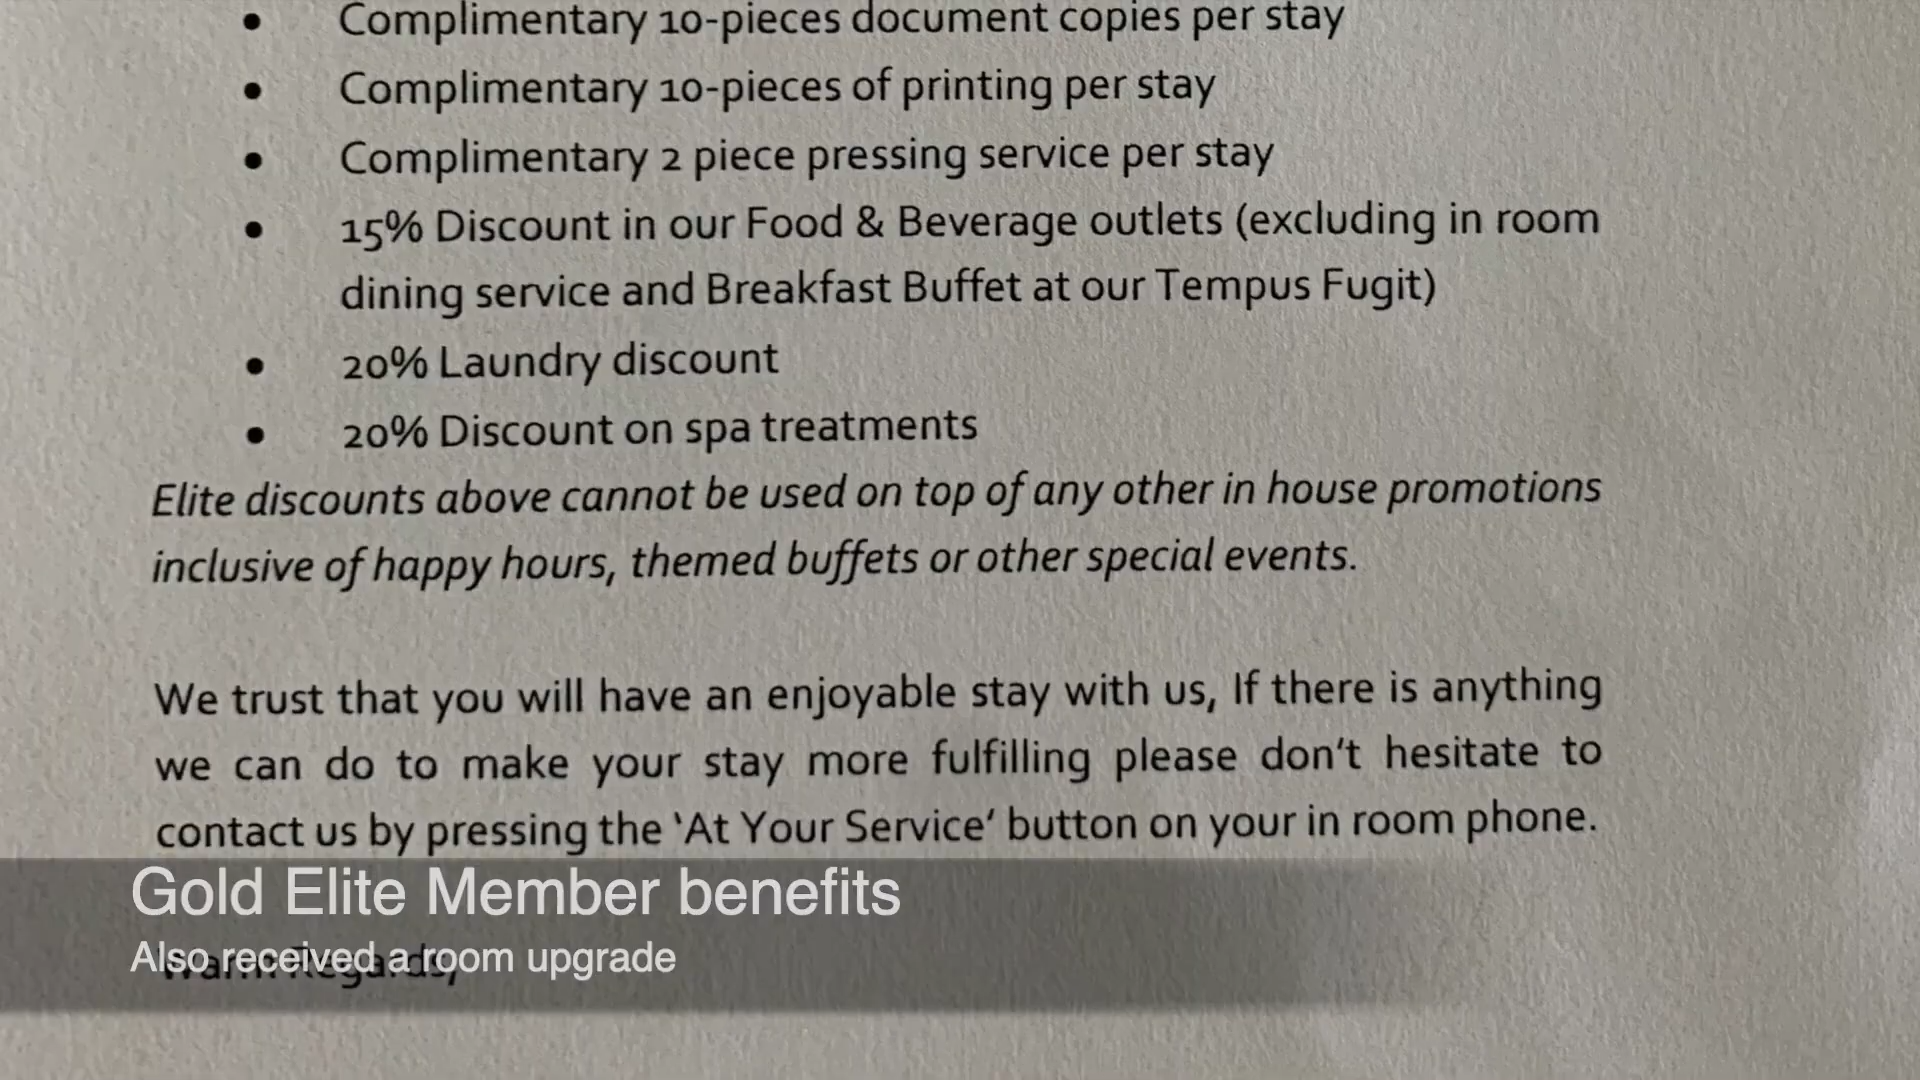 • Complimentary 10-pieces document copies per stay
• Complimentary 10-pieces of printing per stay
• Complimentary 2 piece pressing service per stay
• 15% Discount in our Food & Beverage outlets (excluding in room
dining service and Breakfast Buffet at our Tempus Fugit)
• 20% Laundry discount
• 20% Discount on spa treatments
Elite discounts above cannot be used on top of any other in house promotions
inclusive of happy hours, themed buffets or other special events.
We trust that you will have an enjoyable stay with us, If there is anything
we can do to make your stay more fulfilling please don't hesitate to
contact us by pressing the 'At Your Service' button on your in room phone.
Gold Elite Member benefits
Also received a room upgrade
Warm Regards,